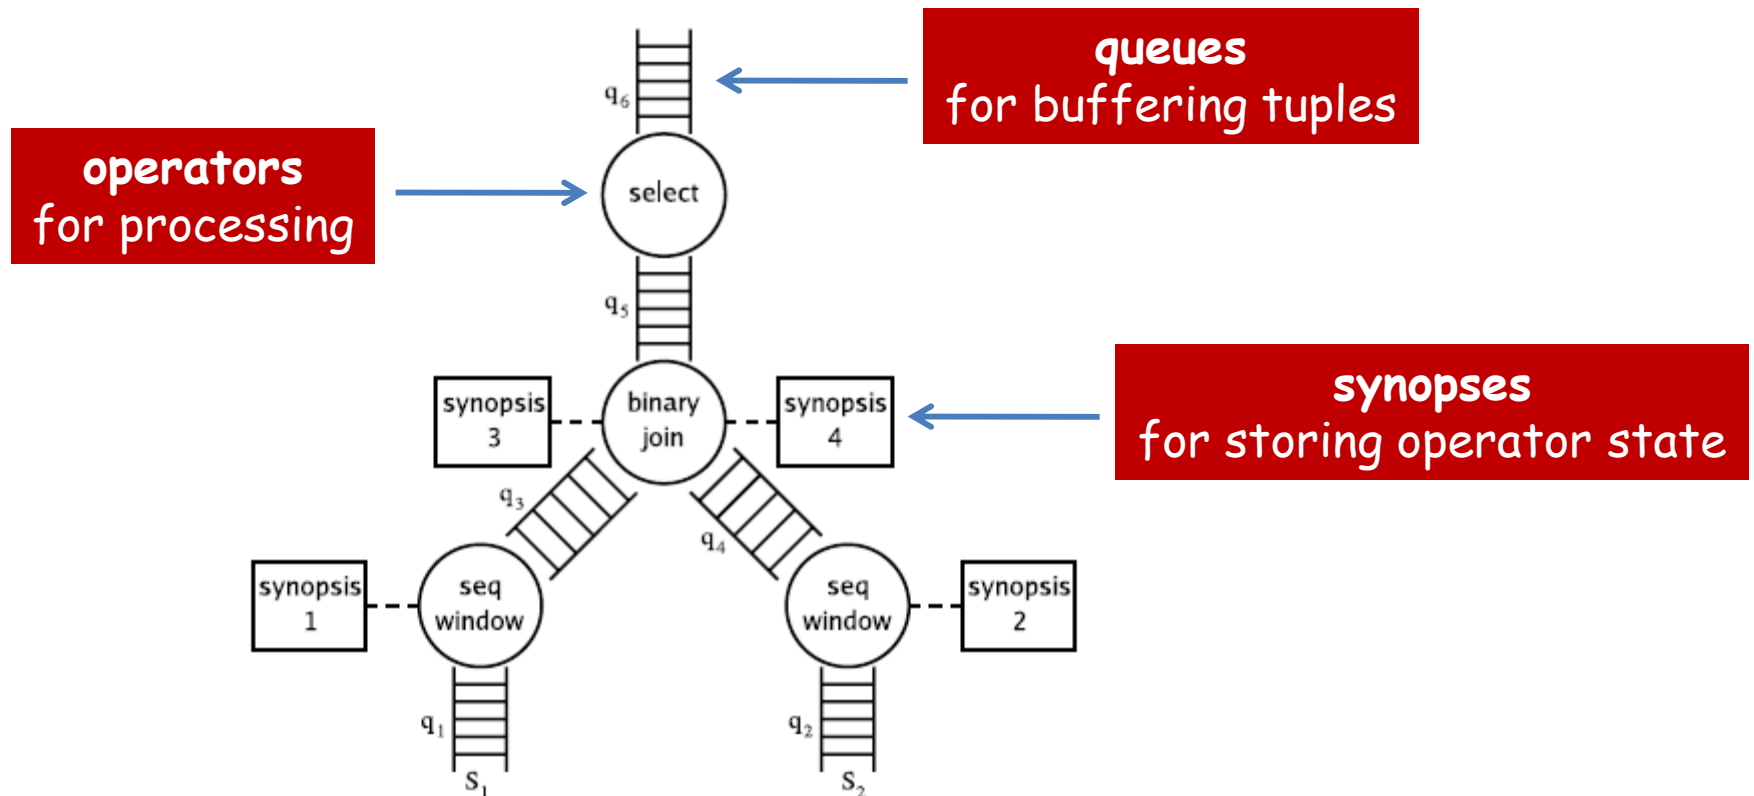 queues
for buffering tuples
q6
operators
for processing
select
q5
synopsis
3
binary
join
synopsis
4
synopses
for storing operator state
q3
q4
synopsis
1
seq
window
seq
window
synopsis
2
q1
q2
S1
S2